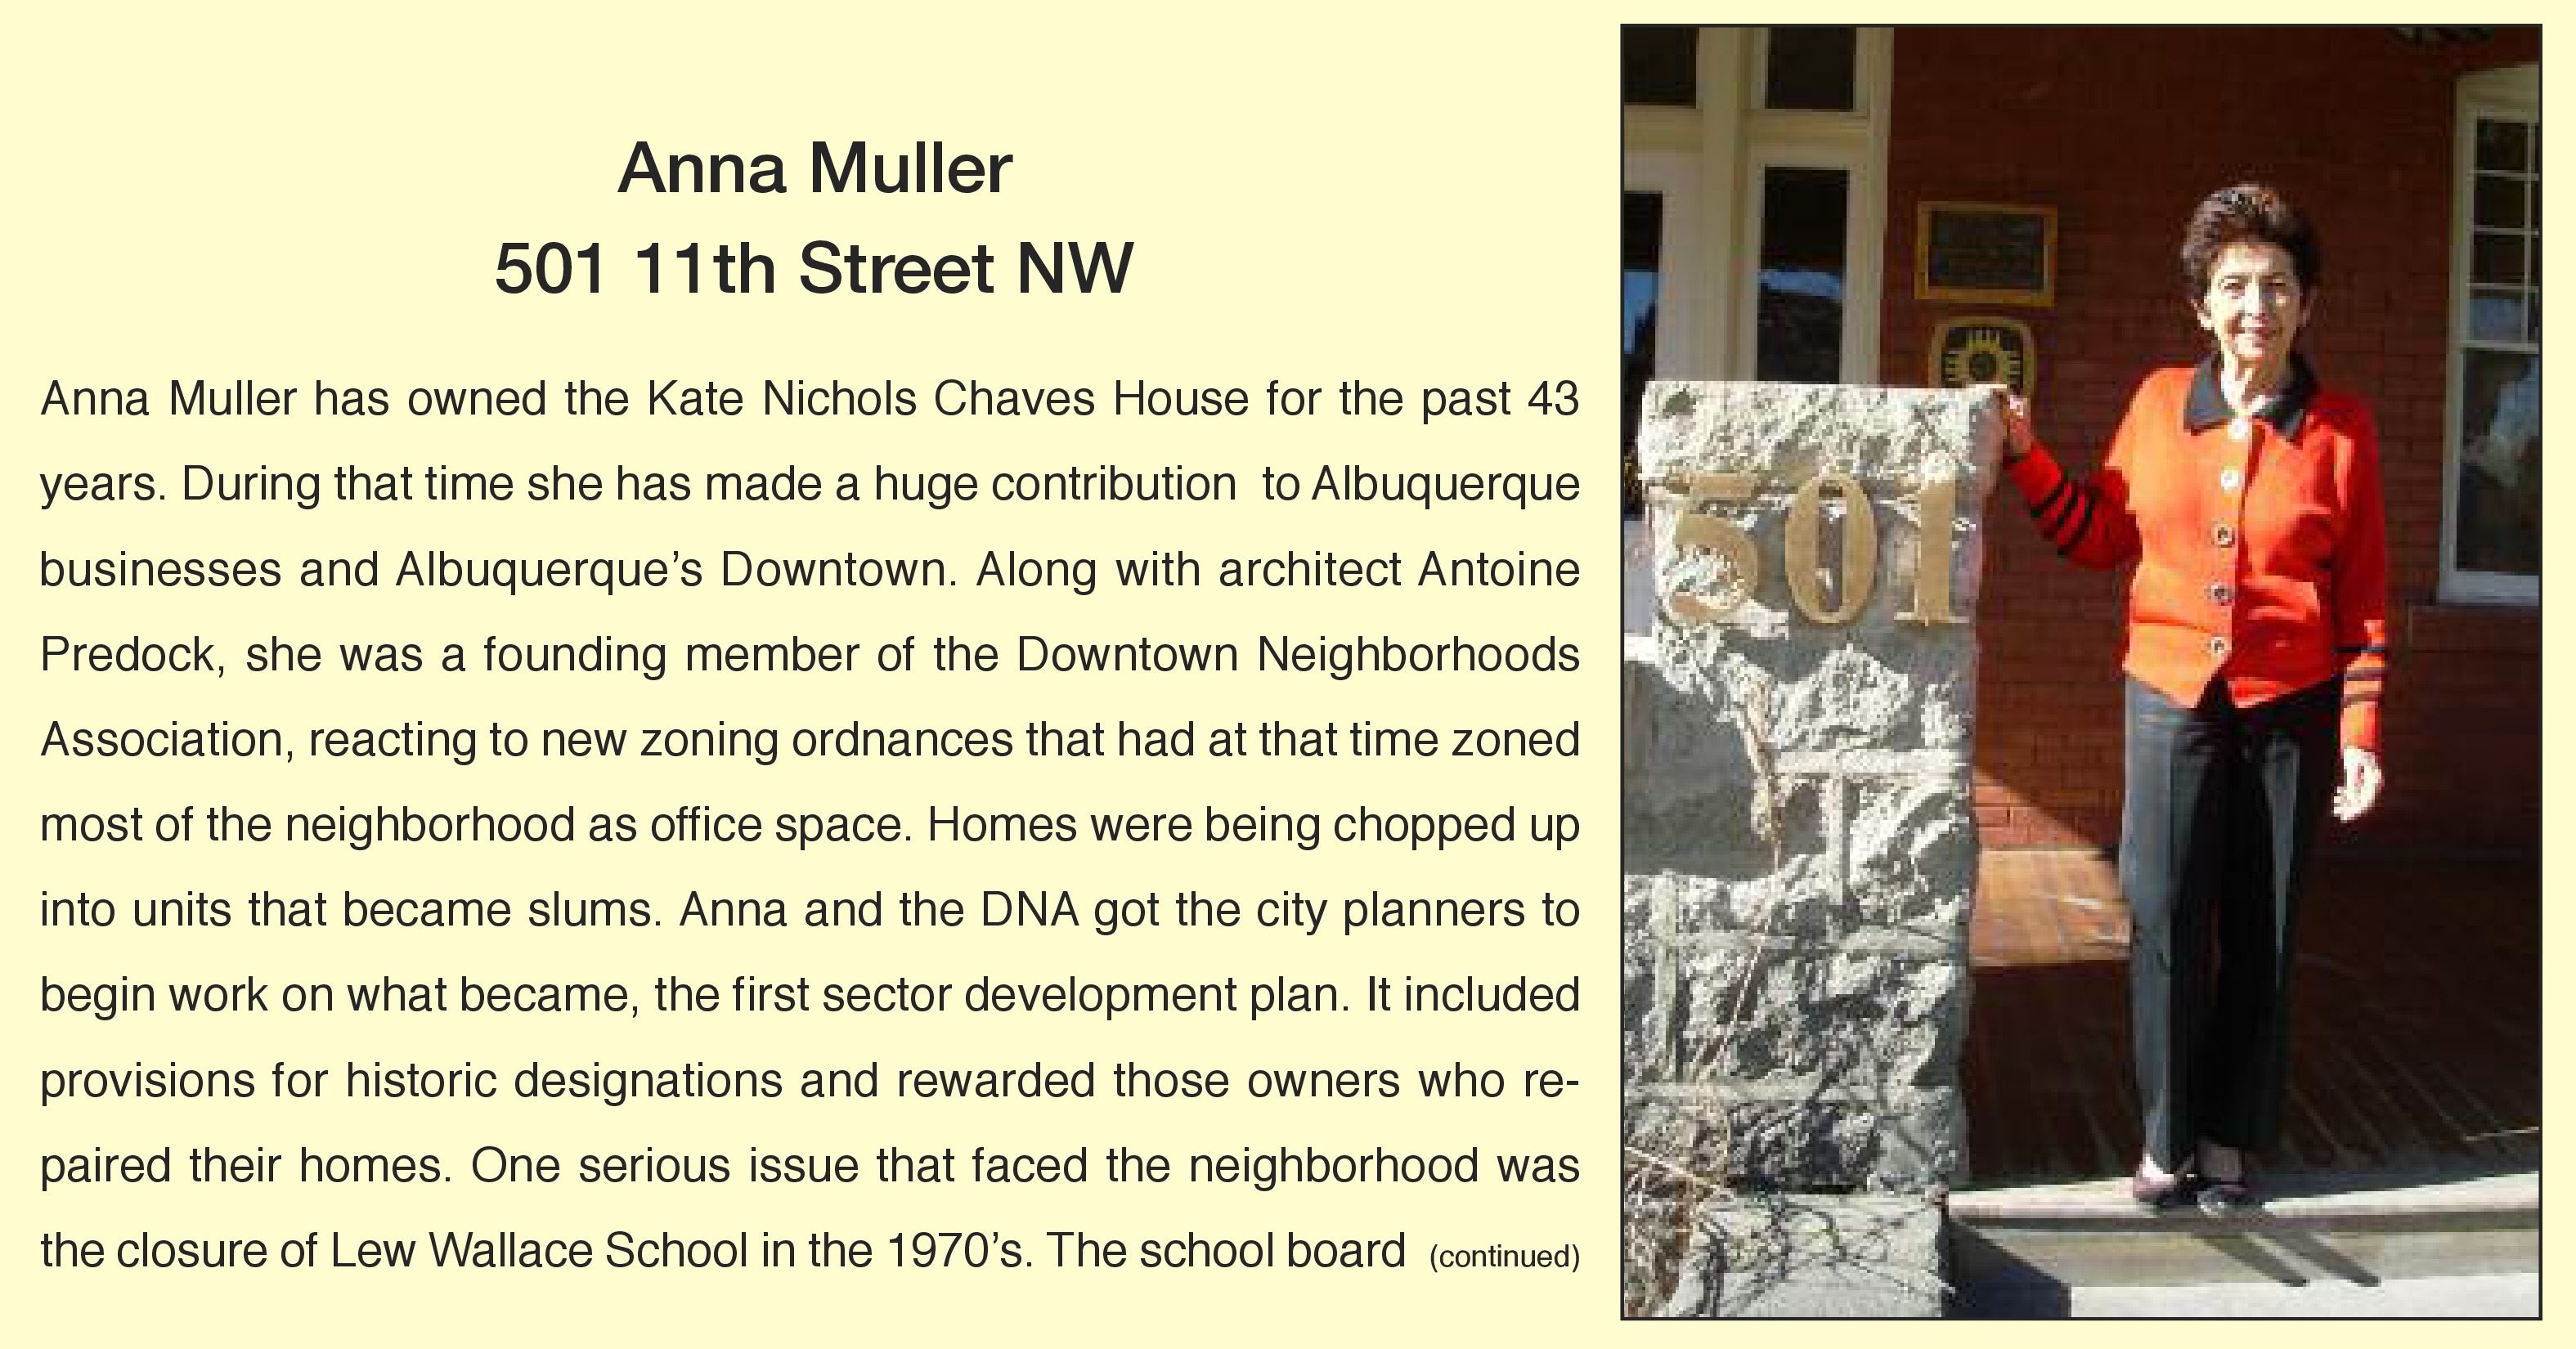 Anna Muller
501 11th Street NW
Anna Muller has owned the Kate Nichols Chaves House for the past 43
years. During that time she has made a huge contribution  to Albuquerque
businesses and Albuquerque’s Downtown. Along with architect Antoine
Predock, she was a founding member of the Downtown Neighborhoods
Association, reacting to new zoning ordnances that had at that time zoned
most of the neighborhood as office space. Homes were being chopped up
into units that became slums. Anna and the DNA got the city planners to
begin work on what became, the first sector development plan. It included
provisions for historic designations and rewarded those owners who re-
paired their homes. One serious issue that faced the neighborhood was
the closure of Lew Wallace School in the 1970’s. The school board (continued)
501